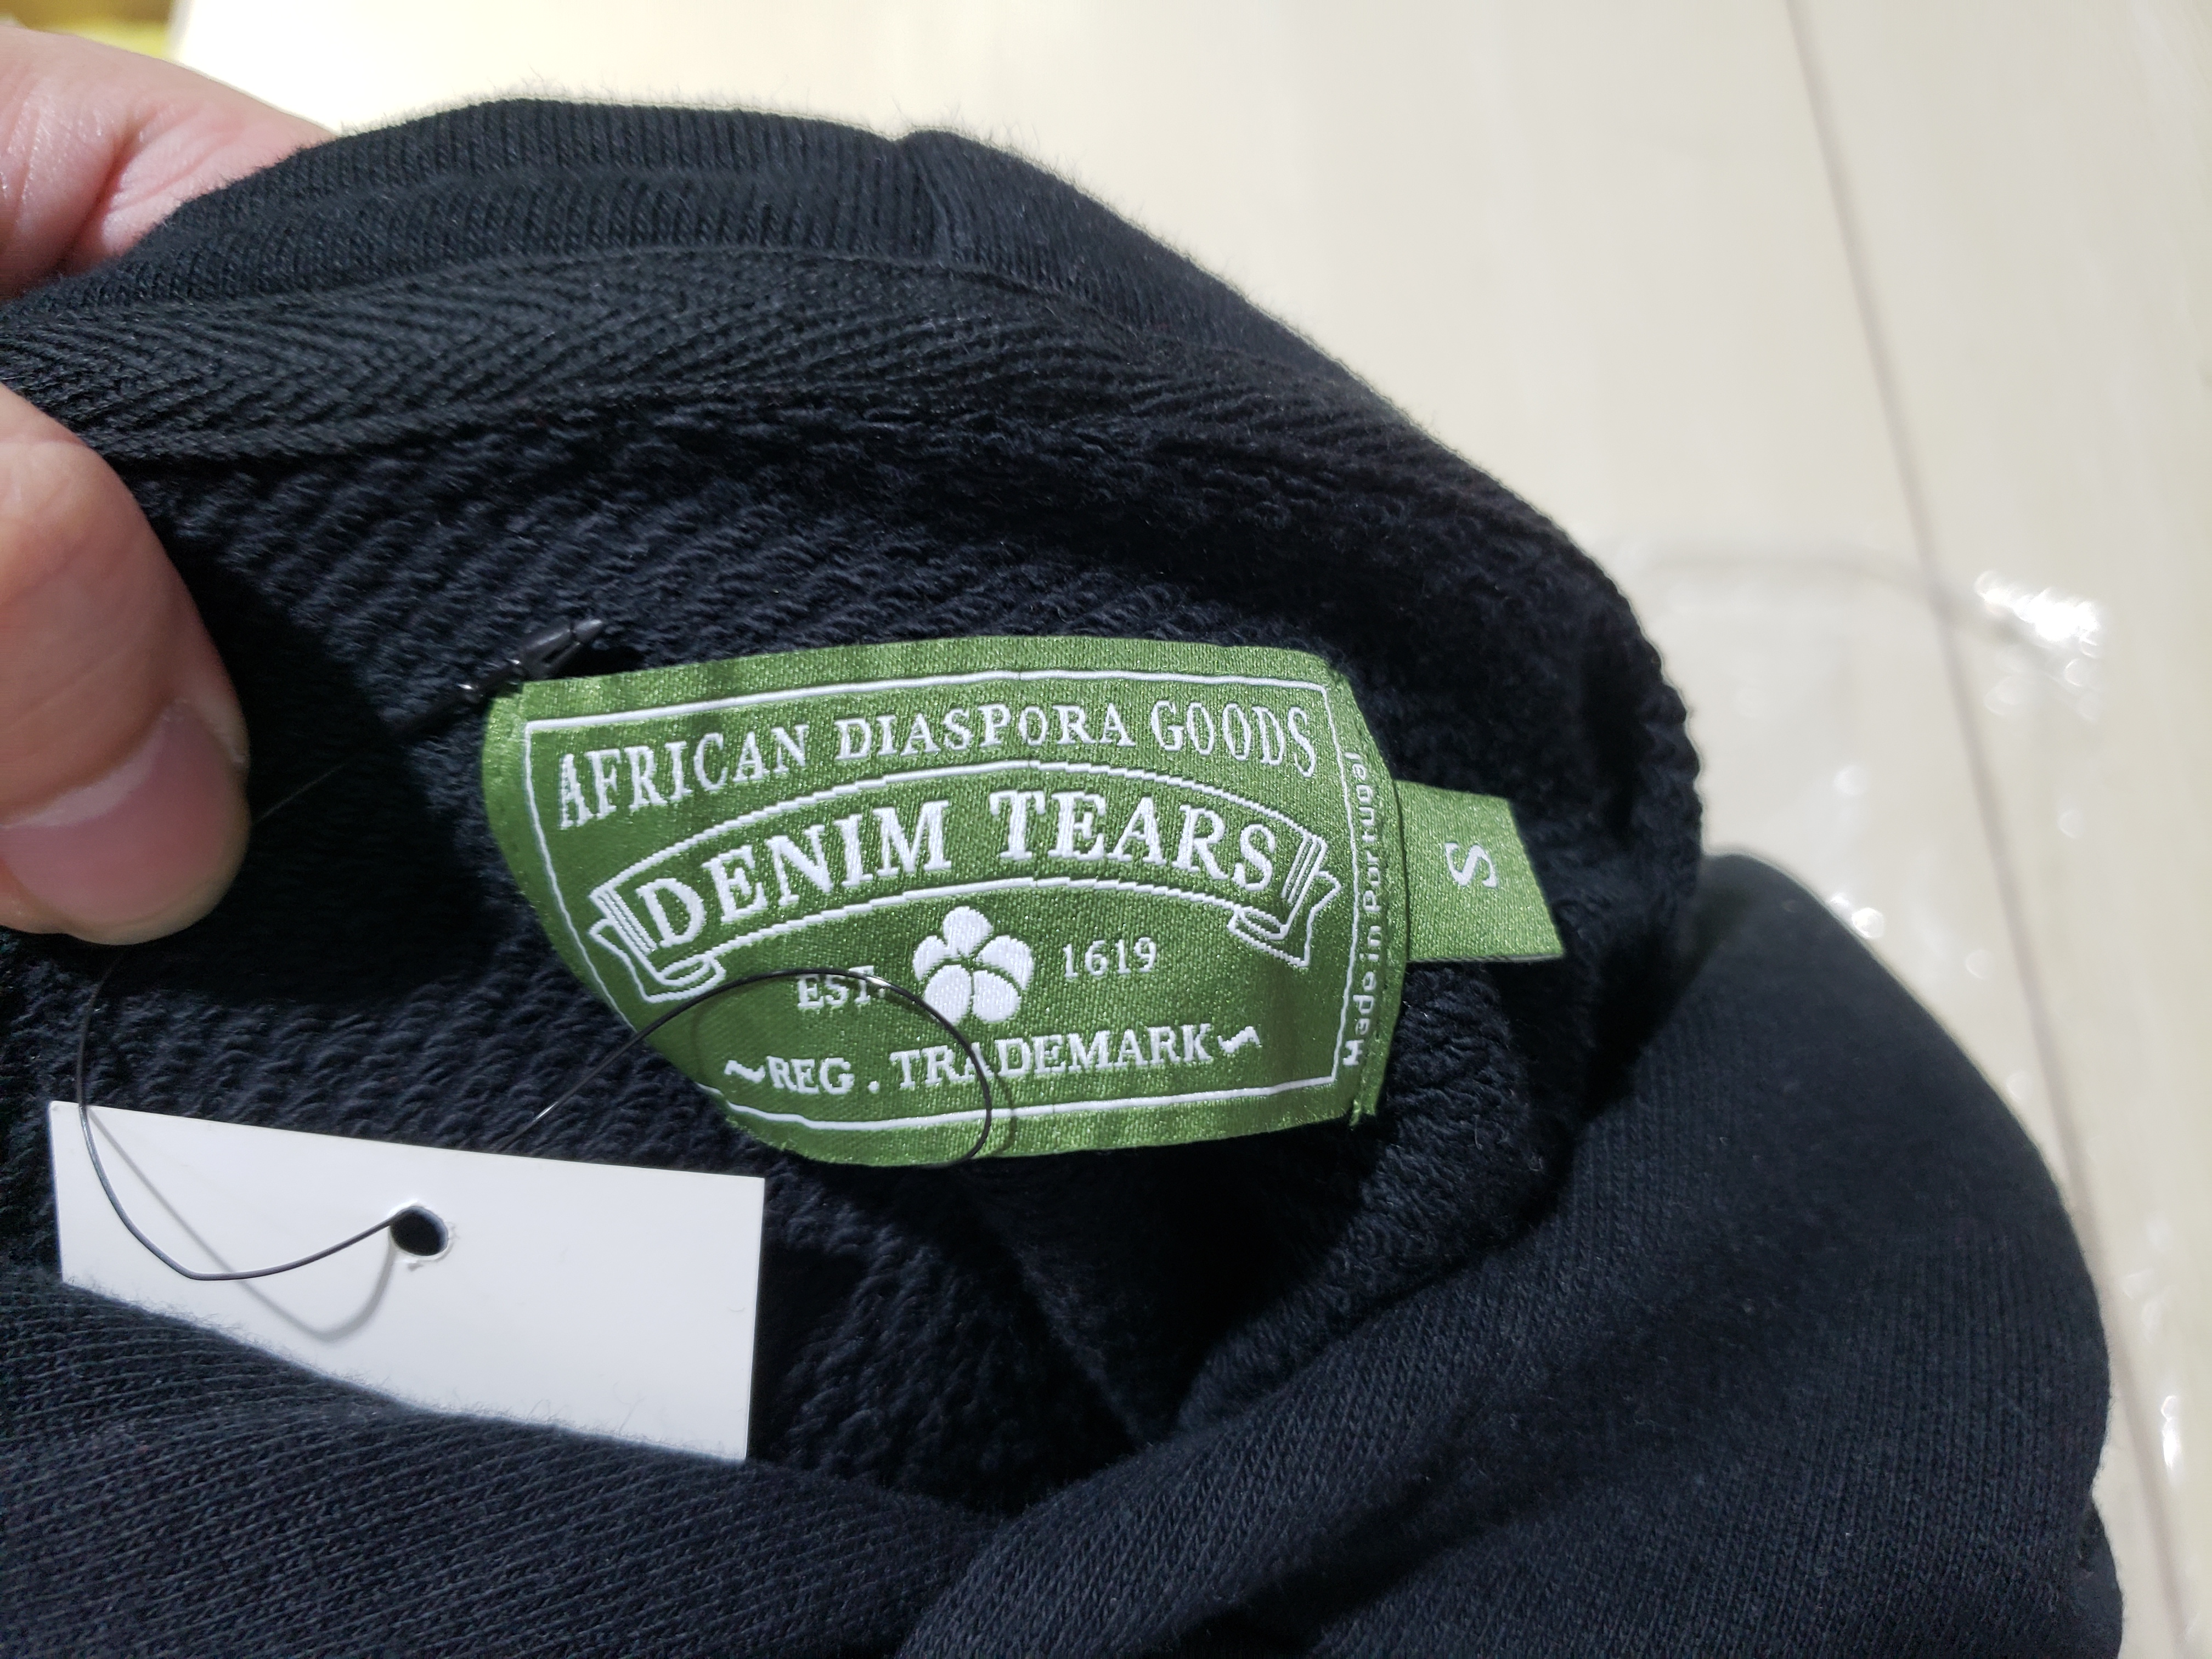 AFRICAN DIASPORA GOODS
DENIM TEARS
EST. 1619
~REG. TRADEMARK~
Made in Portugal
S